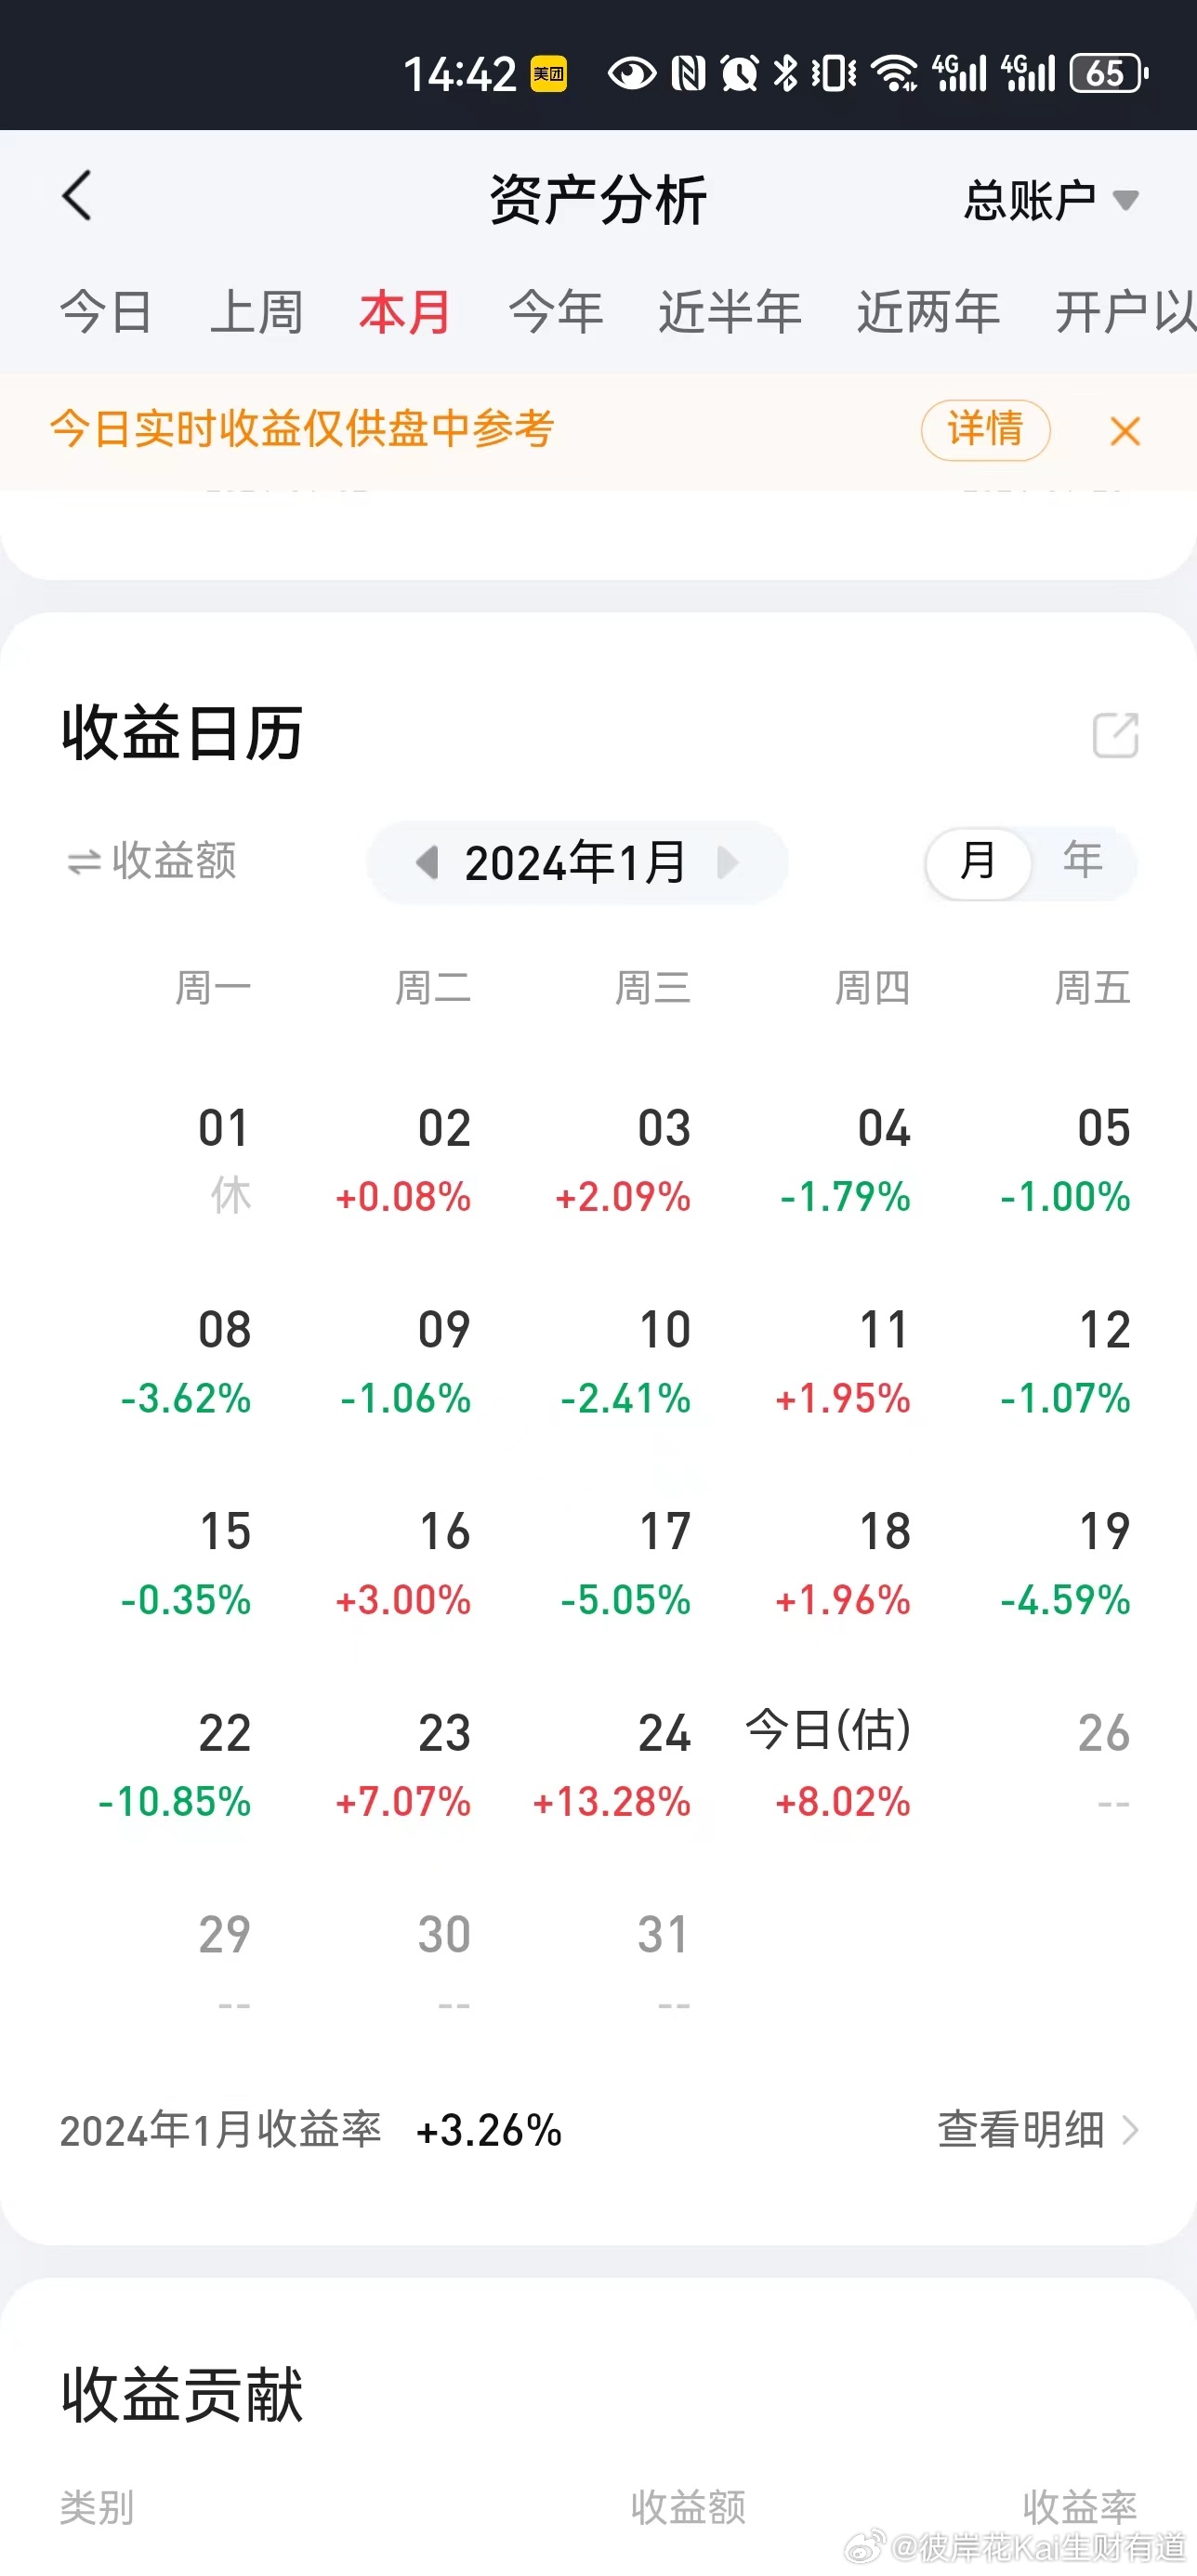 14:42 美团 4G 4G 65
资产分析 总账户
今日 上周 本月 今年 近半年 近两年 开户以
今日实时收益仅供盘中参考 详情
收益日历
收益额 2024年1月 月 年
周一 周二 周三 周四 周五
01 02 03 04 05
休 +0.08% +2.09% -1.79% -1.00%
08 09 10 11 12
-3.62% -1.06% -2.41% +1.95% -1.07%
15 16 17 18 19
-0.35% +3.00% -5.05% +1.96% -4.59%
22 23 24 今日(估) 26
-10.85% +7.07% +13.28% +8.02% --
29 30 31
-- -- --
2024年1月收益率 +3.26% 查看明细
收益贡献
类别 收益额 收益率
@彼岸花Kai生财有道